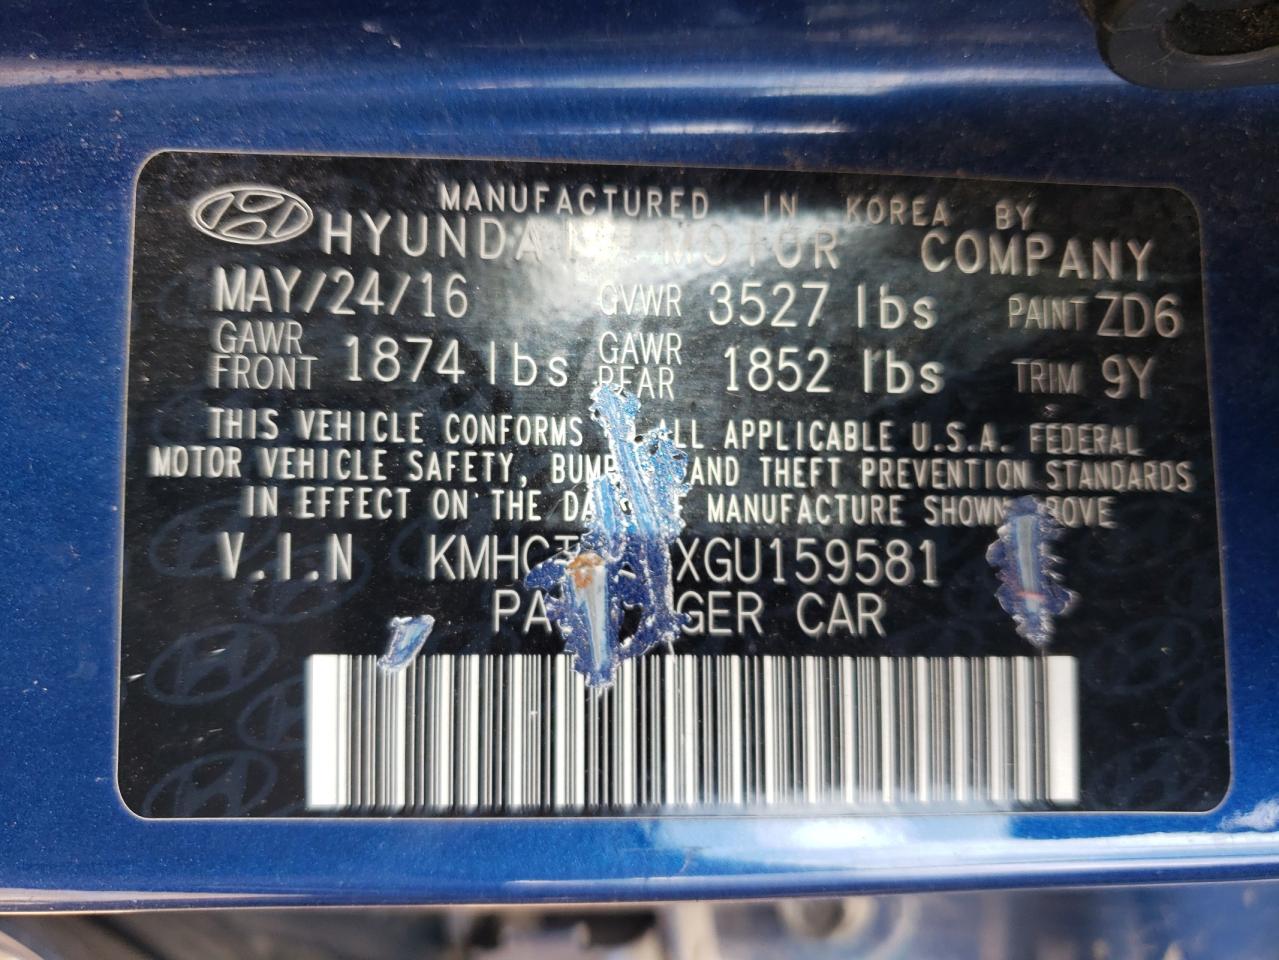 MANUFACTURED IN KOREA BY
HYUNDAI MOTOR COMPANY
MAY/24/16 GVWR 3527 lbs PAINT ZD6
GAWR FRONT 1874 lbs GAWR REAR 1852 lbs TRIM 9Y
THIS VEHICLE CONFORMS ALL APPLICABLE U.S.A. FEDERAL
MOTOR VEHICLE SAFETY, AND THEFT PREVENTION STANDARDS
IN EFFECT ON THE MANUFACTURE SHOWN ABOVE
V.I.N
CAR